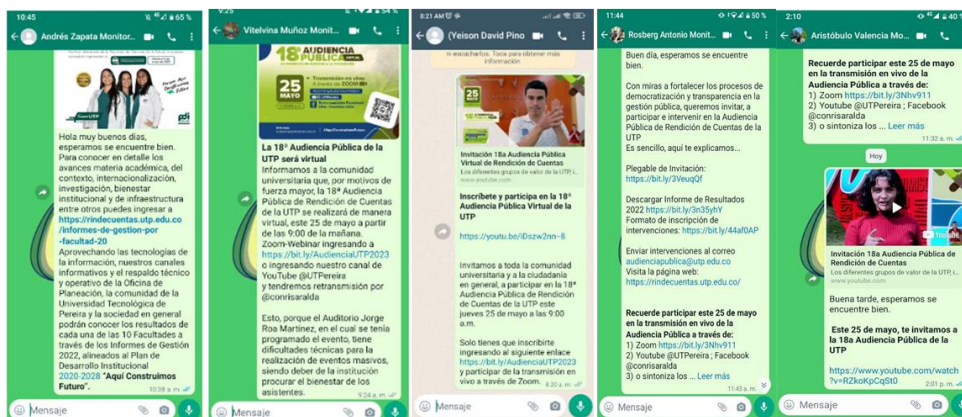 10:45
65 %
Andrés Zapata Monitor...
Hola muy buenos días,
esperamos se encuentre bien.
Para conocer en detalle los
avances materia académica, del
contexto, internacionalización,
investigación, bienestar
institucional y de infraestructura
entre otros puedes ingresar a
https://rindecuentas.utp.edu.co
/informes-de-gestion-por
-facultad-20
Aprovechando las tecnologías de
la información, nuestros canales
informativos y el respaldo técnico
y operativo de la Oficina de
Planeación, la comunidad de la
Universidad Tecnológica de
Pereira y la sociedad en general
podrán conocer los resultados de
cada una de las 10 Facultades a
través de los Informes de Gestión
2022, alineados al Plan de
Desarrollo Institucional
2020-2028 "Aquí Construimos
Futuro".
10:38 a. m.
Mensaje
9:25
54 %
Vitelvina Muñoz Monit...
18ª AUDIENCIA
PÚBLICA VIRTUAL
25
MAYO
La 18ª Audiencia Pública de la
UTP será virtual
Informamos a la comunidad
universitaria que, por motivos de
fuerza mayor, la 18ª Audiencia
Pública de Rendición de Cuentas
de la UTP se realizará de manera
virtual, este 25 de mayo a partir
de las 9:00 de la mañana.
Zoom-Webinar ingresando a
https://bit.ly/AudienciaUTP2023
o ingresando nuestro canal de
YouTube @UTPereira
y tendremos retransmisión por
@conrisaralda
Esto, porque el Auditorio Jorge
Roa Martínez, en el cual se tenía
programado el evento, tiene
dificultades técnicas para la
realización de eventos masivos,
siendo deber de la institución
procurar el bienestar de los
asistentes.
9:24 a. m.
Mensaje
8:21 AM
(Yeison David Pino
ni escucharlos. Toca para obtener más
información.
25
MAYO
Invitación 18a Audiencia Pública
Virtual de Rendición de Cuentas
Los diferentes grupos de valor de la UTP, i...
www.youtube.com
Inscríbete y participa en la 18ª
Audiencia Pública Virtual de la
UTP
https://youtu.be/iDszw2nn-8
Invitamos a toda la comunidad
universitaria y a la ciudadanía
en general, a participar en la 18ª
Audiencia Pública de Rendición
de Cuentas de la UTP este
jueves 25 de mayo a las 9:00
a.m.
Solo tienes que inscribirte
ingresando al siguiente enlace
https://bit.ly/AudienciaUTP2023
y participar de la transmisión en
vivo a través de Zoom.
8:20 a. m.
Mensaje
11:44
50 %
Rosberg Antonio Monit...
Buen día, esperamos se encuentre
bien.
Con miras a fortalecer los procesos de
democratización y transparencia en la
gestión pública, queremos invitar, a
participar e intervenir en la Audiencia
Pública de Rendición de Cuentas de la
UTP
Es sencillo, aquí te explicamos...
Plegable de Invitación:
https://bit.ly/3VeuqQf
Descargar Informe de Resultados
2022 https://bit.ly/3n35yhY
Formato de inscripción de
intervenciones: https://bit.ly/44af0AP
Enviar intervenciones al correo
audienciapublica@utp.edu.co
Visita la página web:
https://rindecuentas.utp.edu.co/
Recuerde participar este 25 de mayo
en la transmisión en vivo de la
Audiencia Pública a través de:
1) Zoom https://bit.ly/3Nhv911
2) Youtube @UTPereira ; Facebook
@conrisaralda
3) o sintoniza los ... Leer más
11:43 a. m.
Mensaje
2:10
40 %
Aristóbulo Valencia Mo...
Recuerde participar este 25 de mayo
en la transmisión en vivo de la
Audiencia Pública a través de:
1) Zoom https://bit.ly/3Nhv911
2) Youtube @UTPereira ; Facebook
@conrisaralda
3) o sintoniza los ... Leer más
11:32 a. m.
Hoy
Youtube
Invitación 18a Audiencia Pública de
Rendición de Cuentas
Los diferentes grupos de valor de la UTP, i...
www.youtube.com
Buena tarde, esperamos se
encuentre bien.
Este 25 de mayo, te invitamos a
la 18a Audiencia Pública de la
UTP
https://www.youtube.com/watch
?v=RZkoKpCqSt0
2:01 p. m.
Mensaje